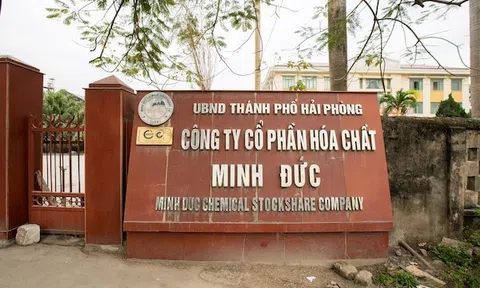 UBND THÀNH PHỐ HẢI PHÒNG
CÔNG TY CỔ PHẦN HÓA CHẤT
MINH ĐỨC
MINH DUC CHEMICAL STOCKSHARE COMPANY